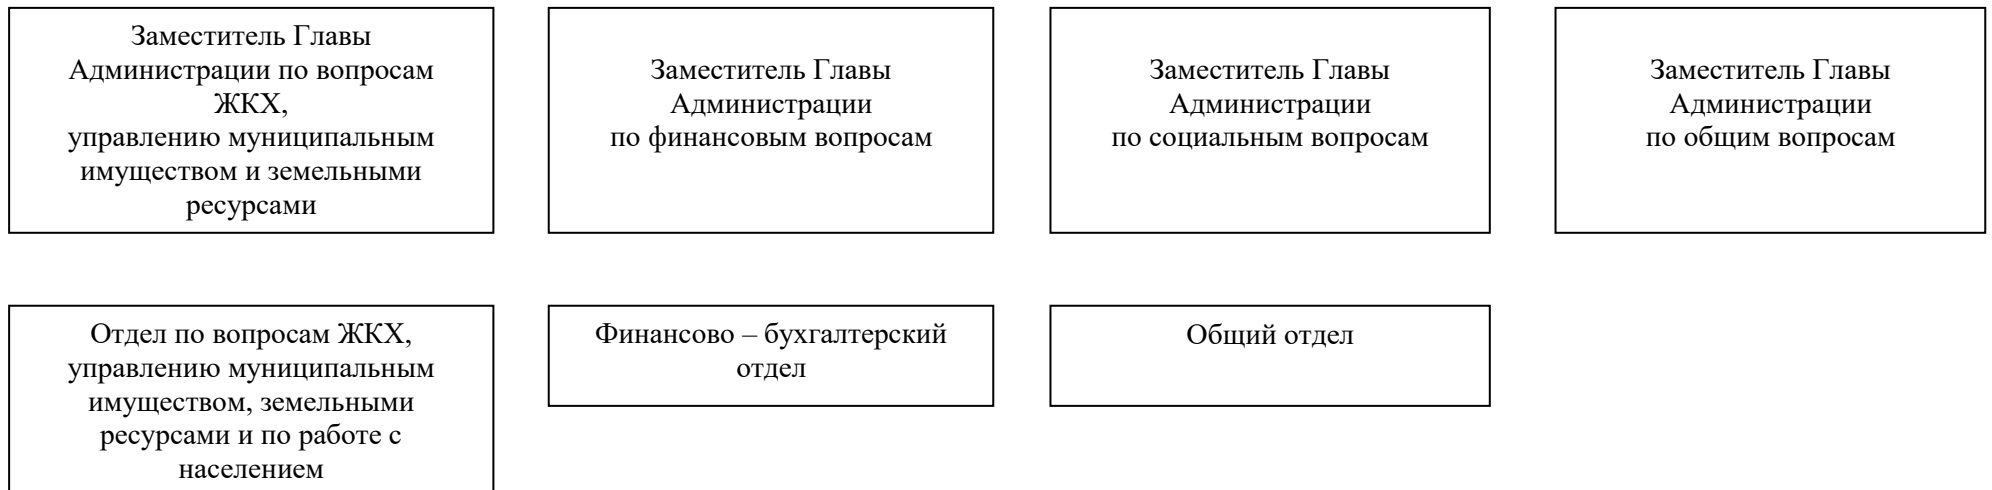 Заместитель Главы
Администрации по вопросам
ЖКХ,
управлению муниципальным
имуществом и земельными
ресурсами
Заместитель Главы
Администрации
по финансовым вопросам
Заместитель Главы
Администрации
по социальным вопросам
Заместитель Главы
Администрации
по общим вопросам
Отдел по вопросам ЖКХ,
управлению муниципальным
имуществом, земельными
ресурсами и по работе с
населением
Финансово – бухгалтерский
отдел
Общий отдел